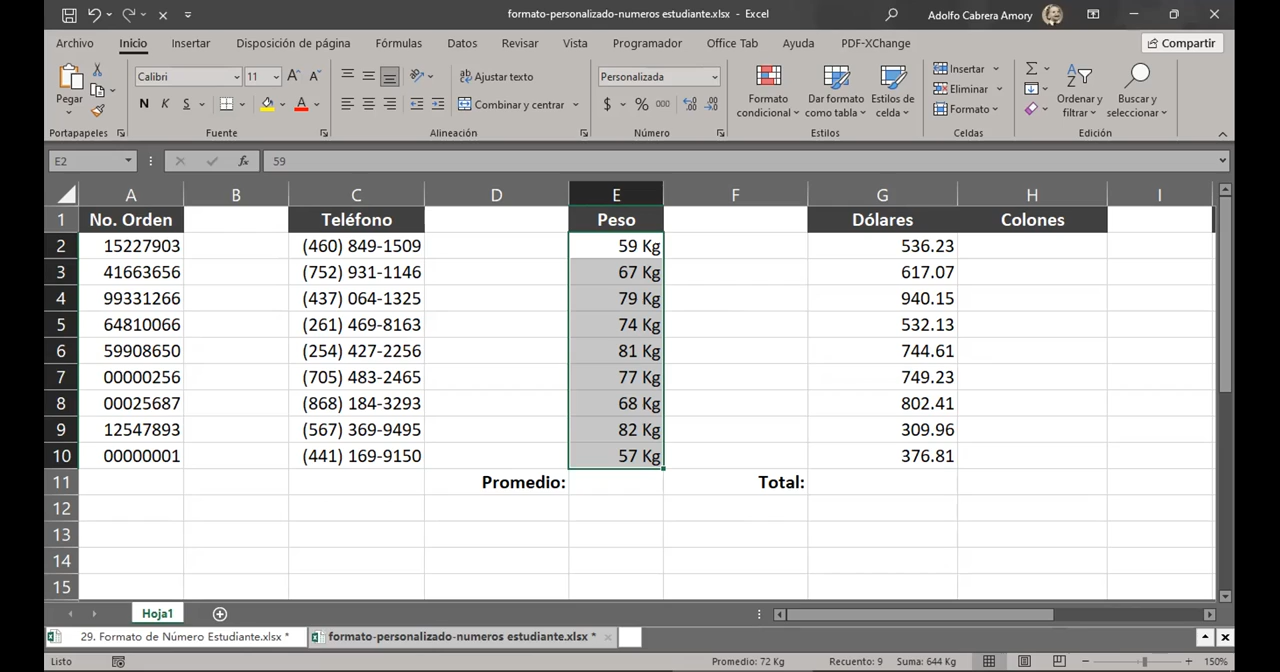 formato-personalizado-numeros estudiante.xlsx - Excel
Adolfo Cabrera Amory
Archivo Inicio Insertar Disposición de página Fórmulas Datos Revisar Vista Programador Office Tab Ayuda PDF-XChange
Compartir
Pegar
Calibri 11
N K S
Ajustar texto
Combinar y centrar
Personalizada
$ % 000
Formato condicional
Dar formato como tabla
Estilos de celda
Insertar
Eliminar
Formato
Ordenar y filtrar
Buscar y seleccionar
Portapapeles Fuente Alineación Número Estilos Celdas Edición
E2 fx 59
A B C D E F G H I
1 No. Orden Teléfono Peso Dólares Colones
2 15227903 (460) 849-1509 59 Kg 536.23
3 41663656 (752) 931-1146 67 Kg 617.07
4 99331266 (437) 064-1325 79 Kg 940.15
5 64810066 (261) 469-8163 74 Kg 532.13
6 59908650 (254) 427-2256 81 Kg 744.61
7 00000256 (705) 483-2465 77 Kg 749.23
8 00025687 (868) 184-3293 68 Kg 802.41
9 12547893 (567) 369-9495 82 Kg 309.96
10 00000001 (441) 169-9150 57 Kg 376.81
11 Promedio: Total:
12
13
14
15
Hoja1
29. Formato de Número Estudiante.xlsx * formato-personalizado-numeros estudiante.xlsx *
Listo Promedio: 72 Kg Recuento: 9 Suma: 644 Kg 150%